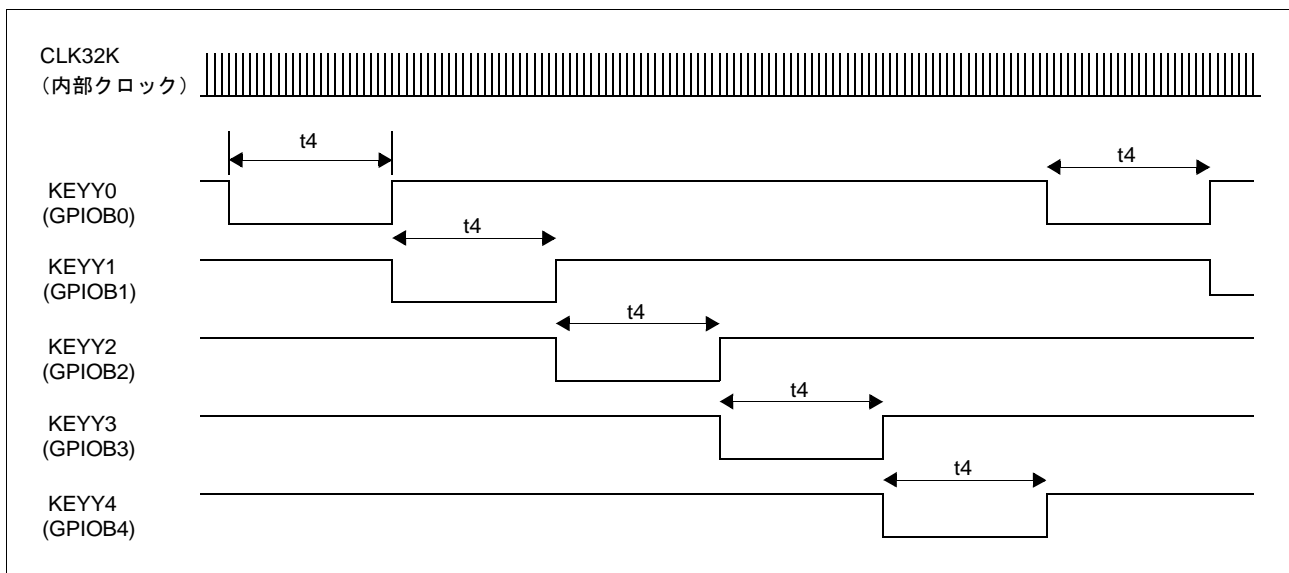 CLK32K
（内部クロック）
t4
t4
KEYY0
(GPIOB0)
t4
KEYY1
(GPIOB1)
t4
KEYY2
(GPIOB2)
t4
KEYY3
(GPIOB3)
t4
KEYY4
(GPIOB4)